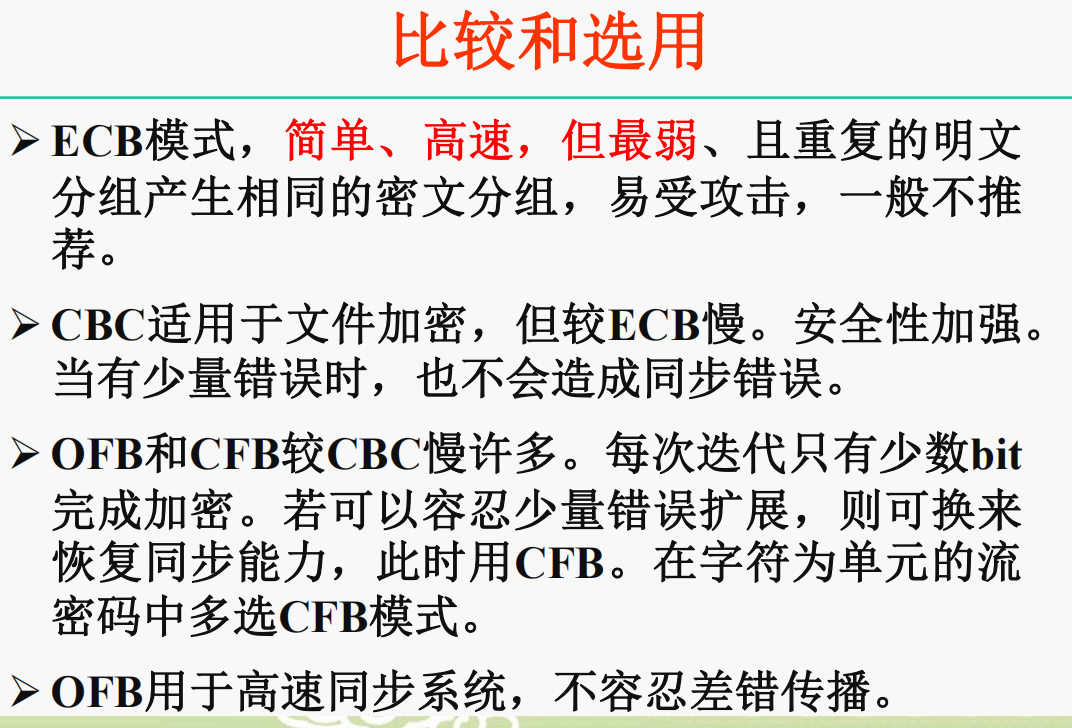 比较和选用
➢ ECB模式，简单、高速，但最弱、且重复的明文
分组产生相同的密文分组，易受攻击，一般不推
荐。
➢ CBC适用于文件加密，但较ECB慢。安全性加强。
当有少量错误时，也不会造成同步错误。
➢ OFB和CFB较CBC慢许多。每次迭代只有少数bit
完成加密。若可以容忍少量错误扩展，则可换来
恢复同步能力，此时用CFB。在字符为单元的流
密码中多选CFB模式。
➢ OFB用于高速同步系统，不容忍差错传播。